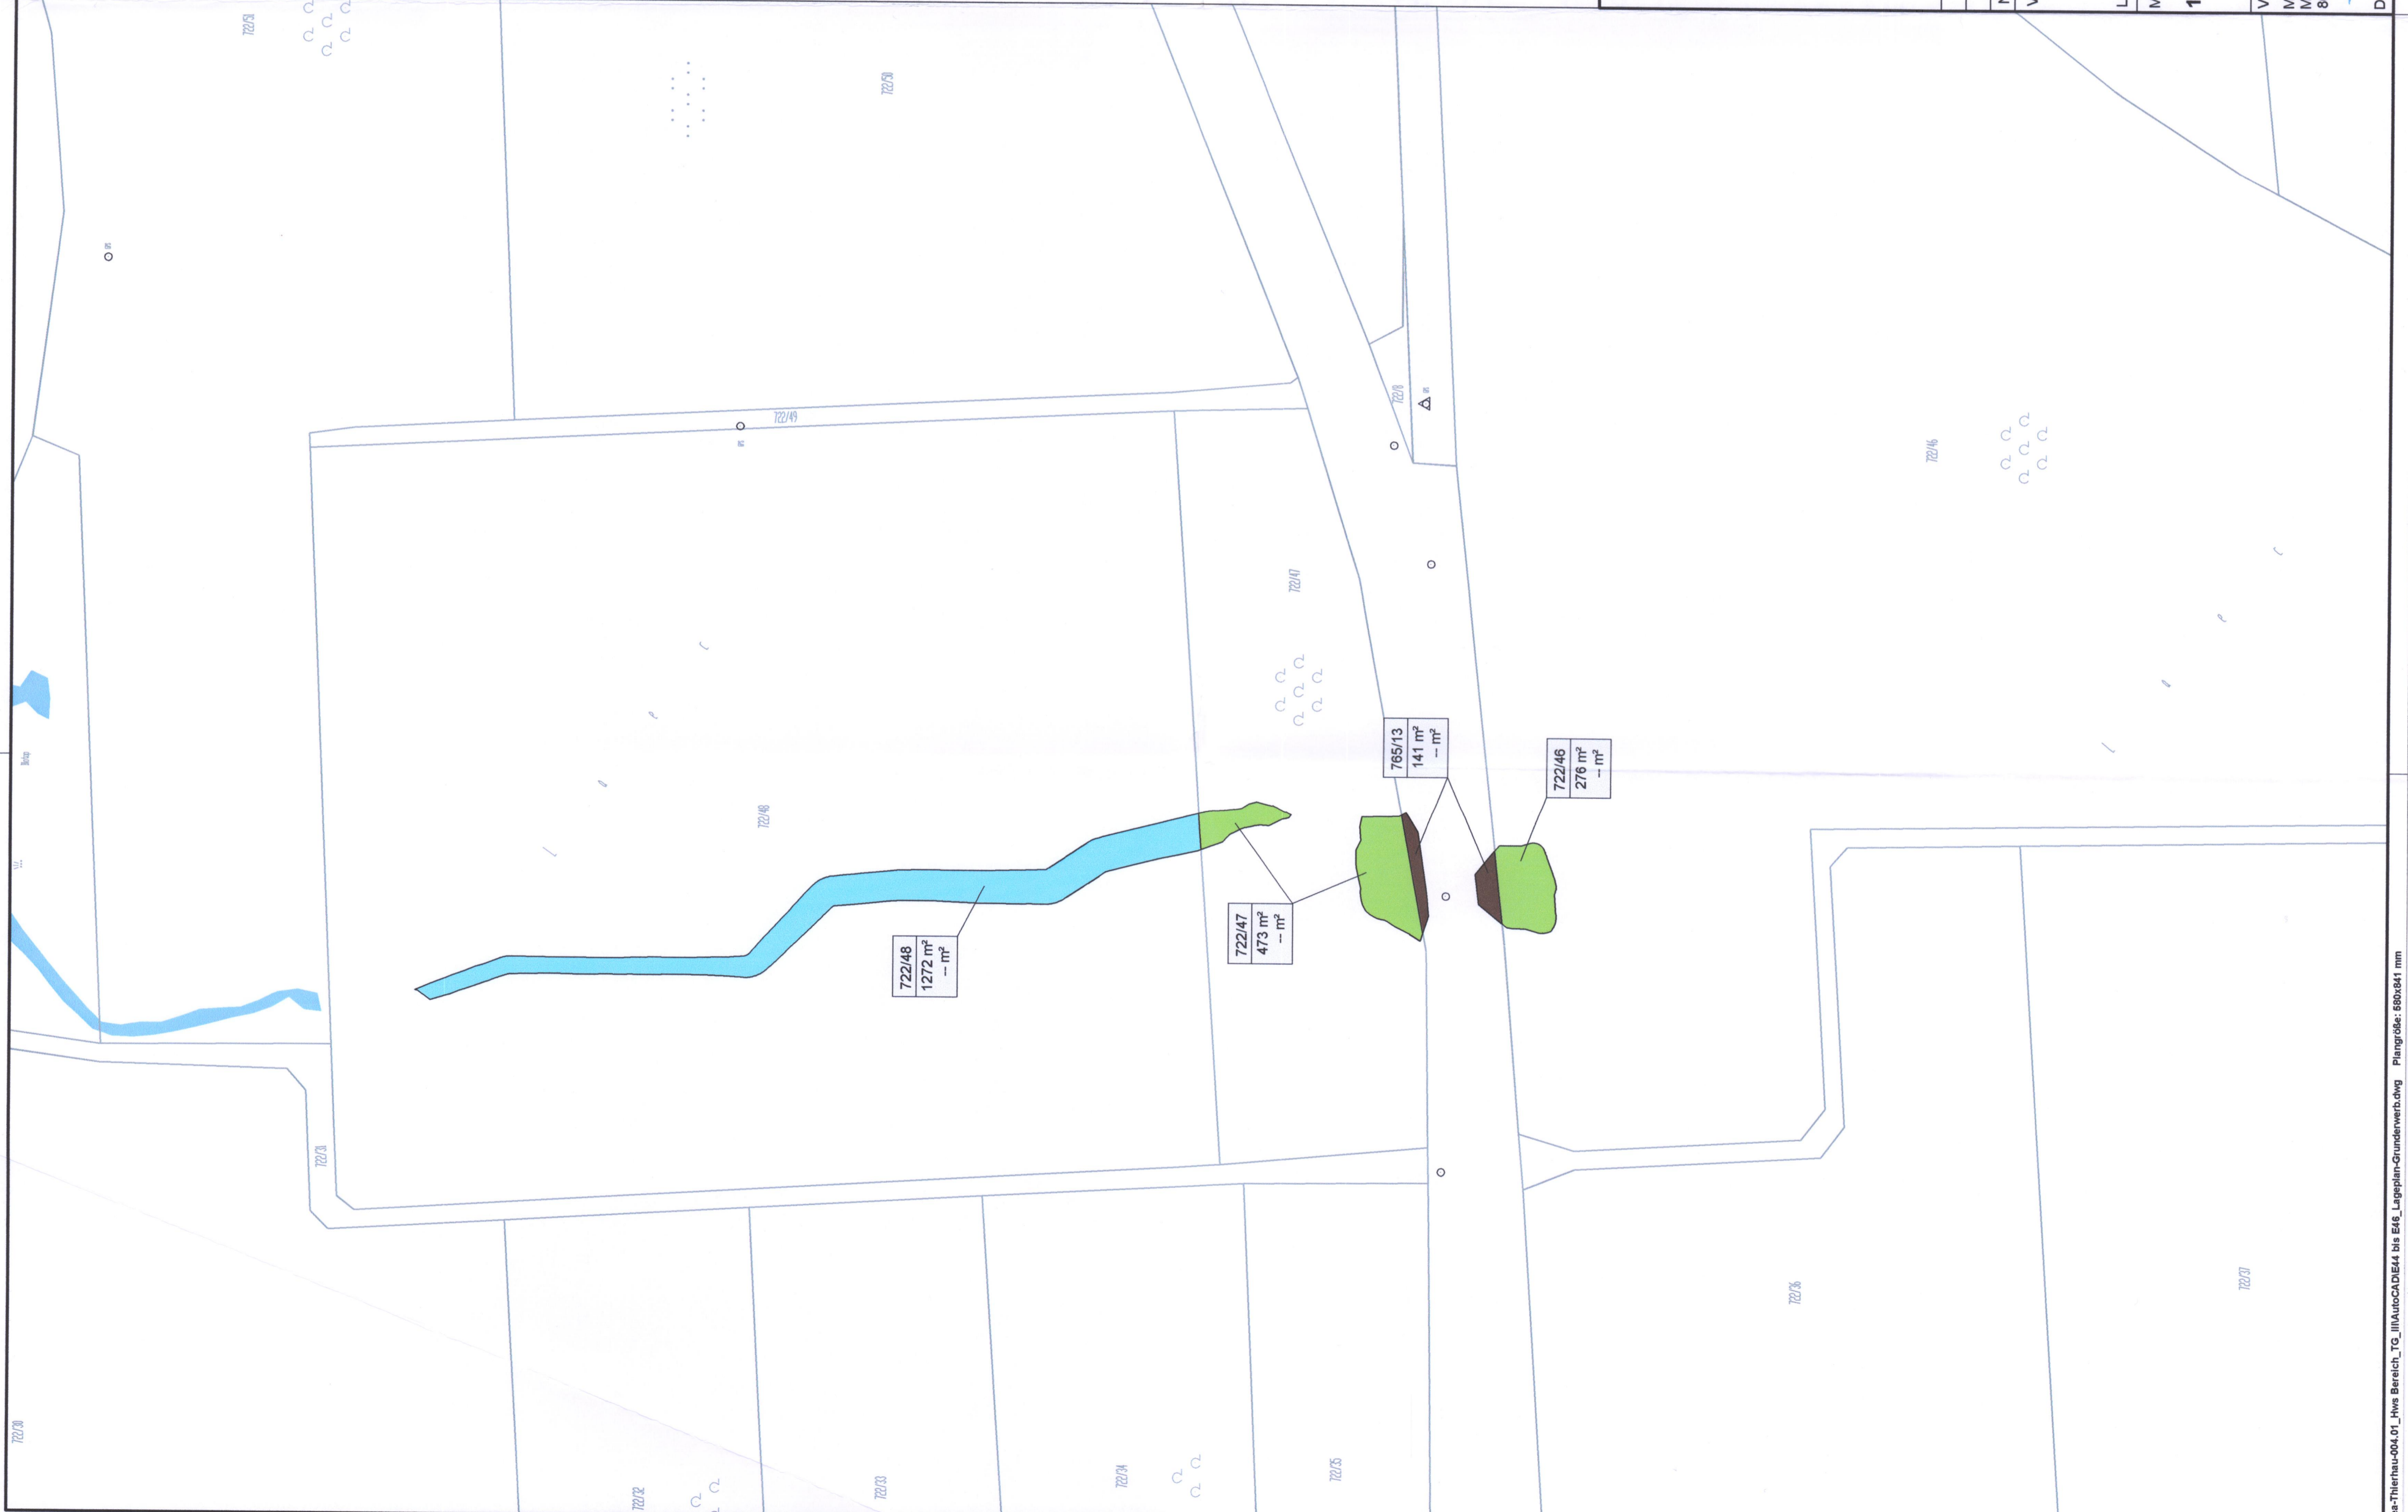 722/51
722/50
722/49
722/8
722/46
722/47
722/48
722/31
722/30
722/32
722/33
722/34
722/35
722/36
722/37
765/13
141 m²
-- m²
722/46
276 m²
-- m²
722/47
473 m²
-- m²
722/48
1272 m²
-- m²
a-Thierhau-004.01_Hws Bereich_TG_III\AutoCAD\E44 bis E46_Lageplan-Grunderwerb.dwg Plangröße: 580x841 mm